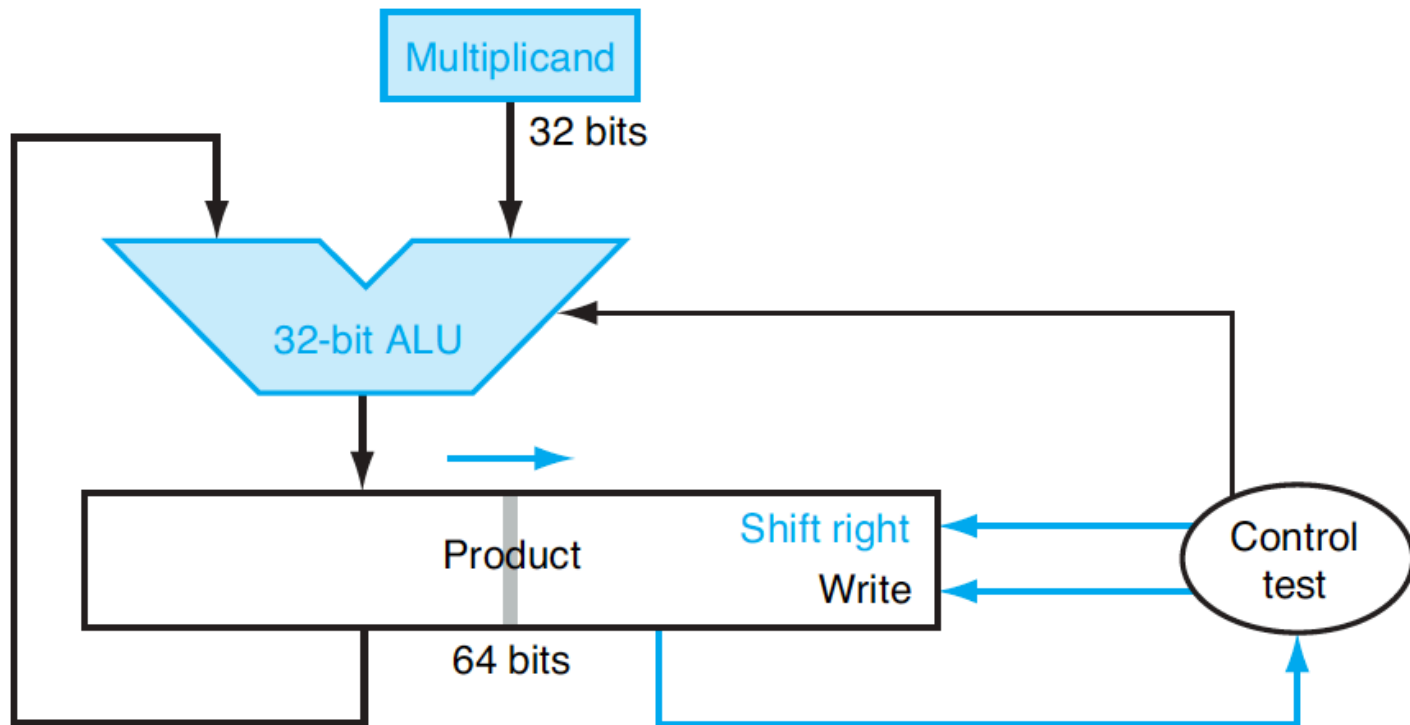 Multiplicand
32 bits
32-bit ALU
Shift right
Product
Write
Control
test
64 bits